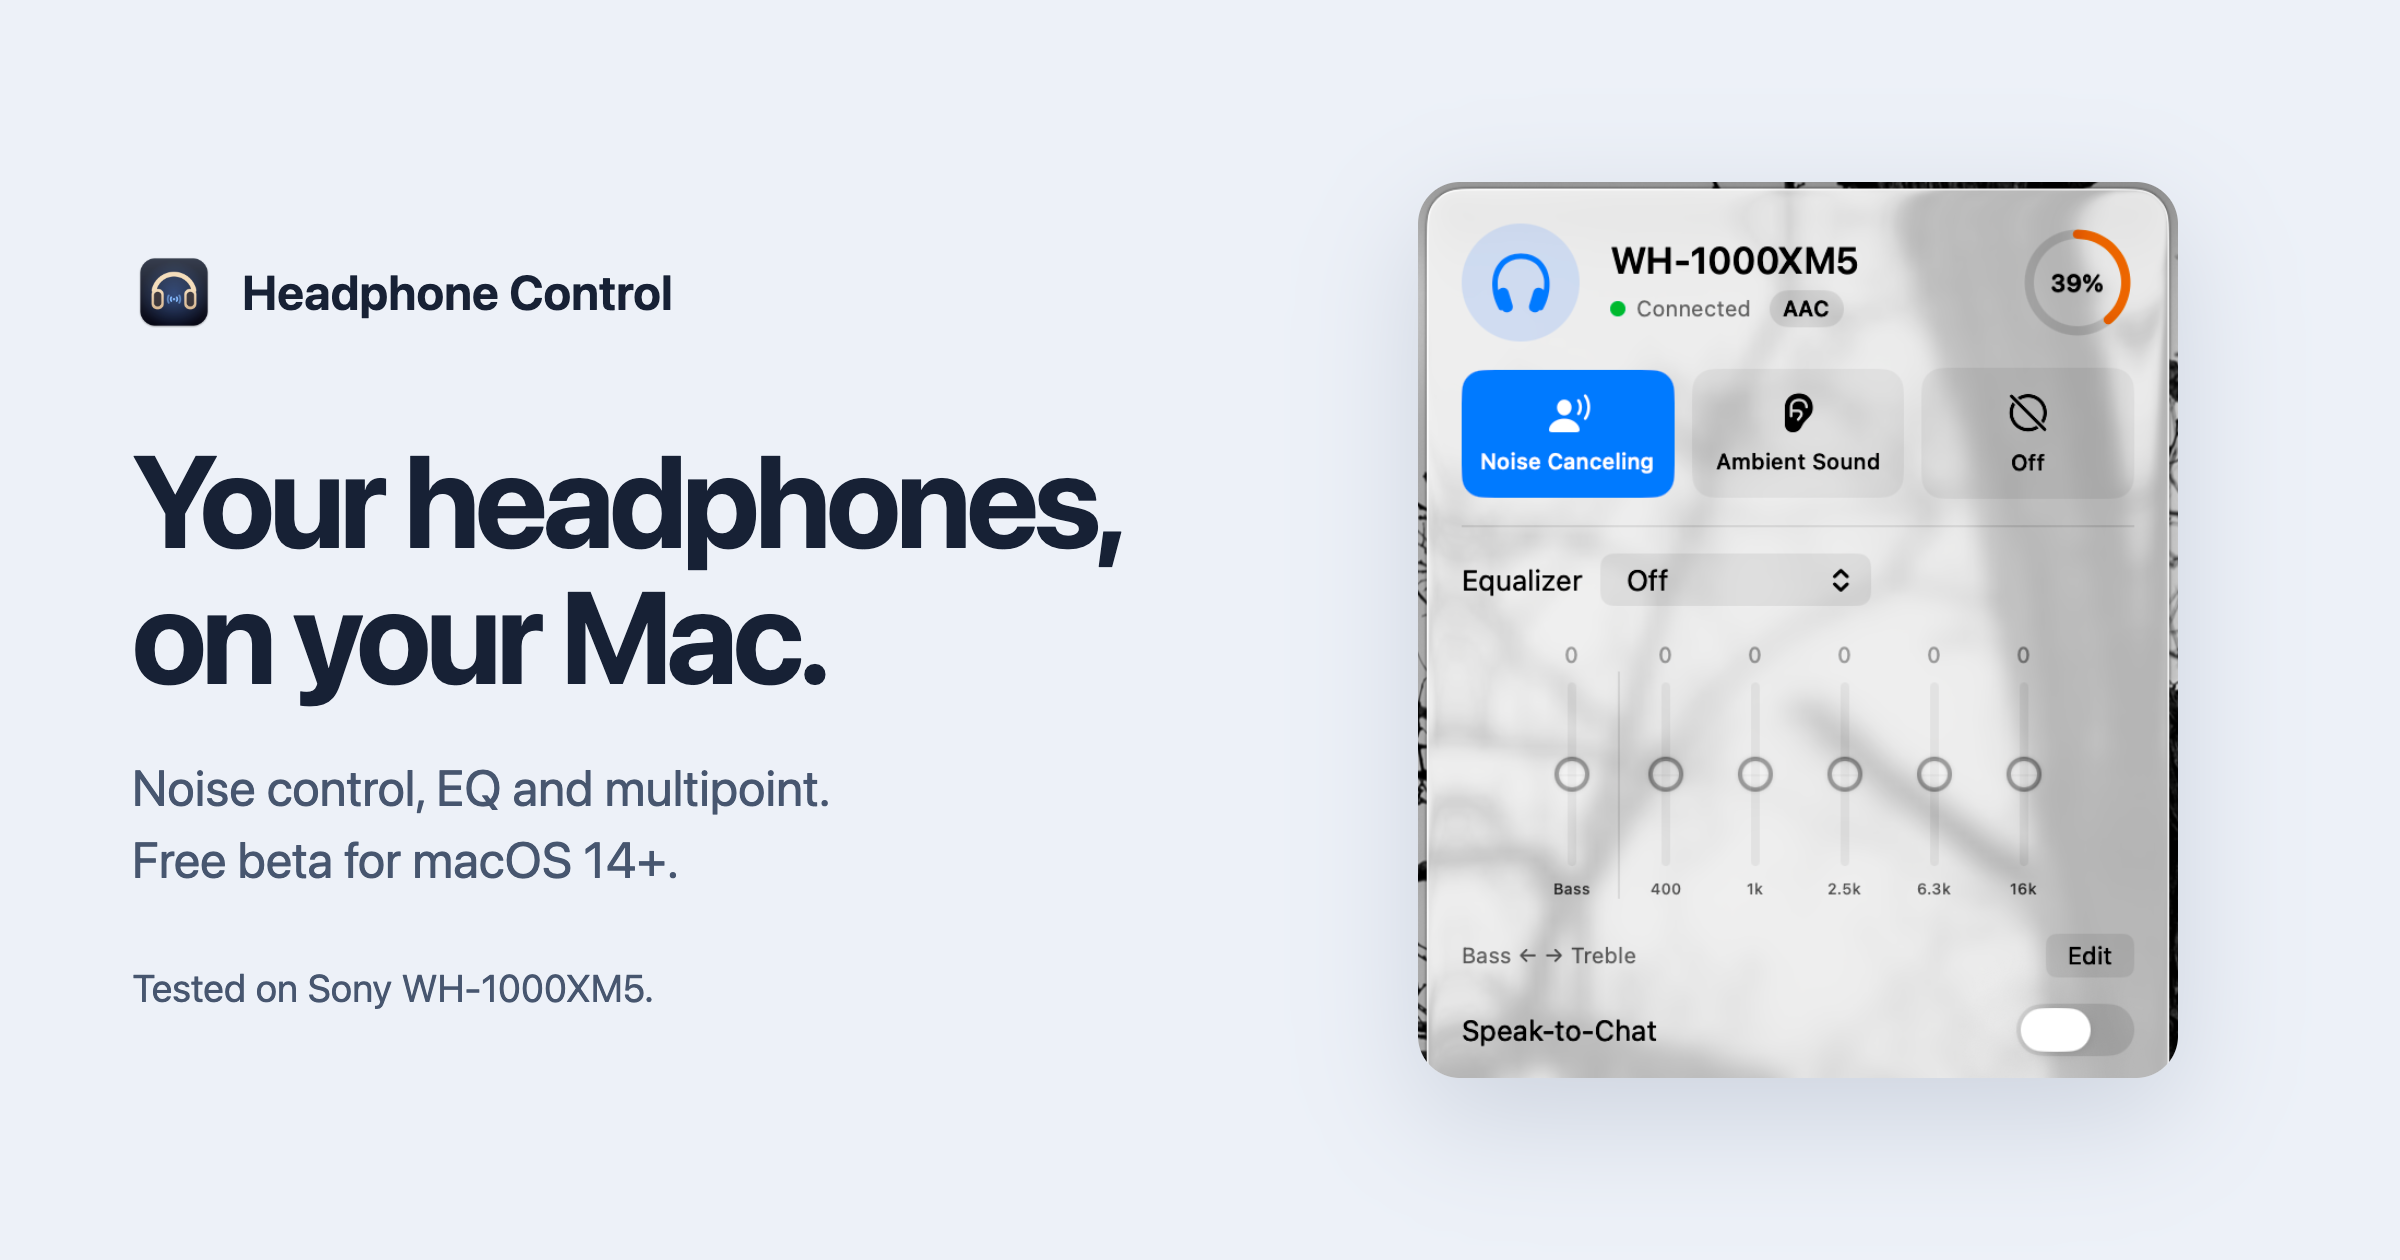 Headphone Control
Your headphones,
on your Mac.
Noise control, EQ and multipoint.
Free beta for macOS 14+.
Tested on Sony WH-1000XM5.
WH-1000XM5
Connected AAC
39%
Noise Canceling
Ambient Sound
Off
Equalizer Off
0 0 0 0 0 0
Bass 400 1k 2.5k 6.3k 16k
Bass ← → Treble
Edit
Speak-to-Chat